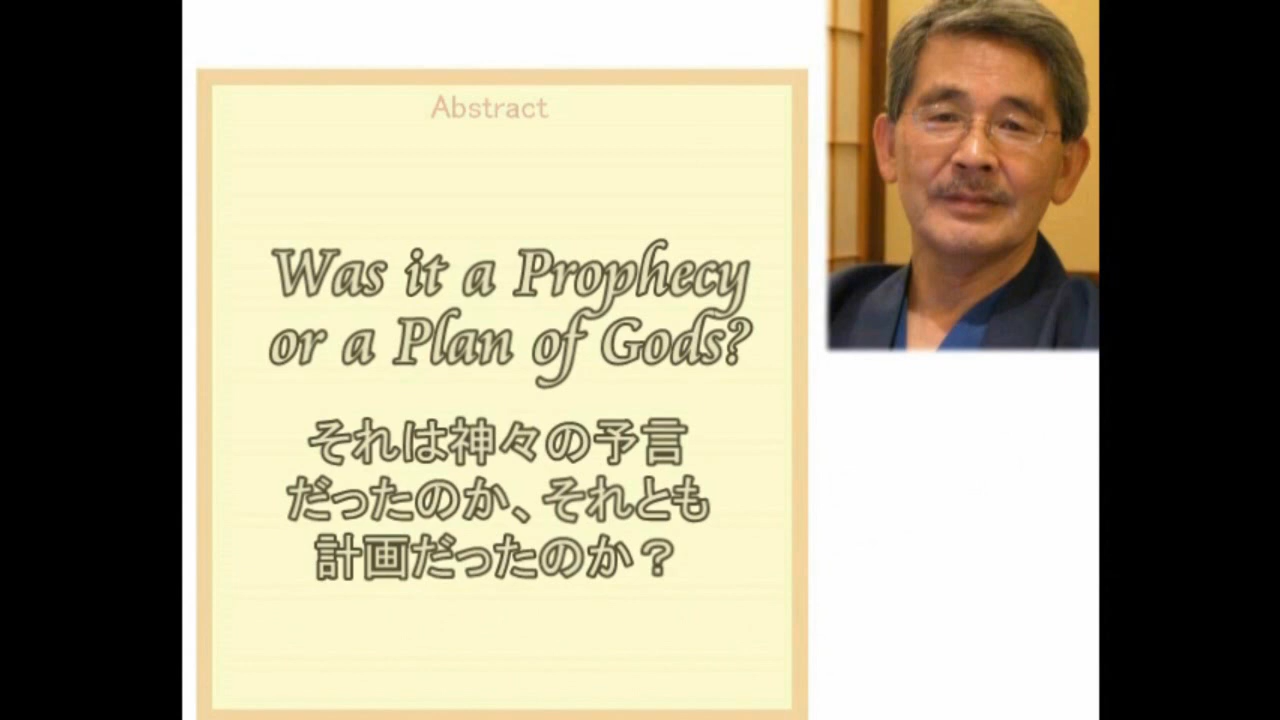 Abstract
Was it a Prophecy
or a Plan of Gods?
それは神々の予言
だったのか、それとも
計画だったのか？